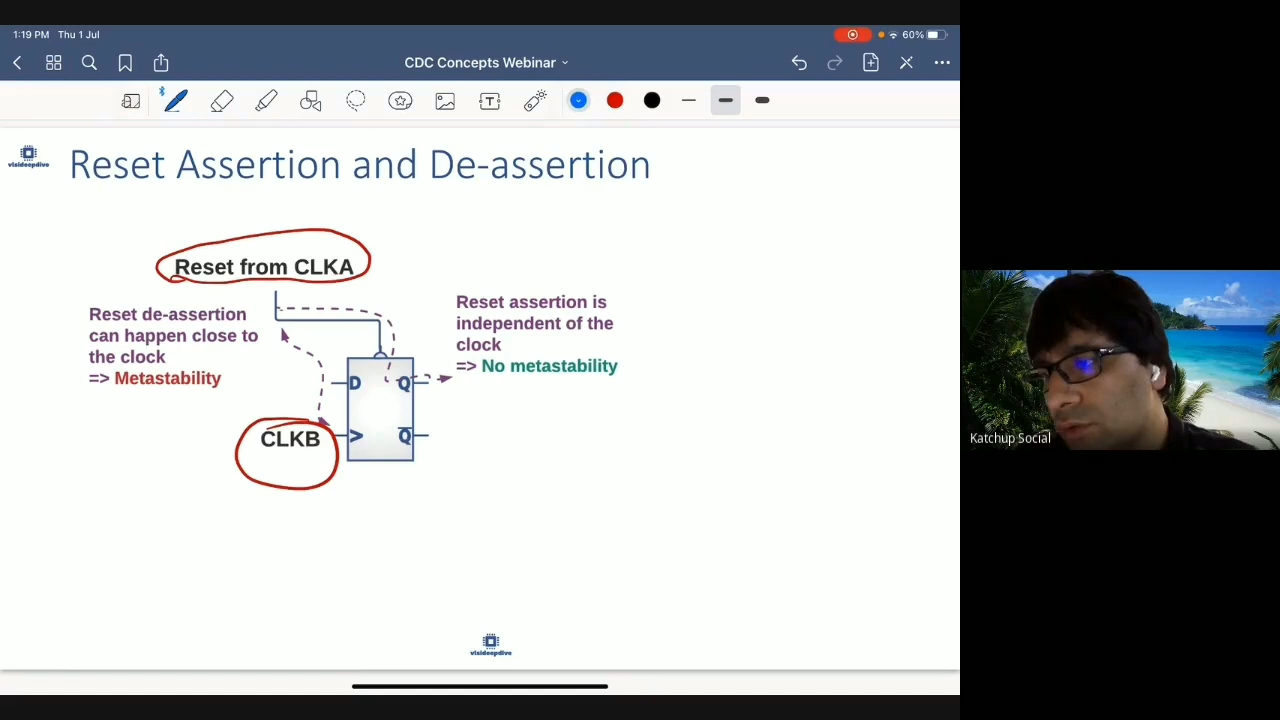 1:19 PM Thu 1 Jul
60%
CDC Concepts Webinar
T
vlsideepdive
Reset Assertion and De-assertion
Reset from CLKA
Reset de-assertion
can happen close to
the clock
=> Metastability
Reset assertion is
independent of the
clock
=> No metastability
D
Q
CLKB
>
Q̅
Katchup Social
vlsideepdive